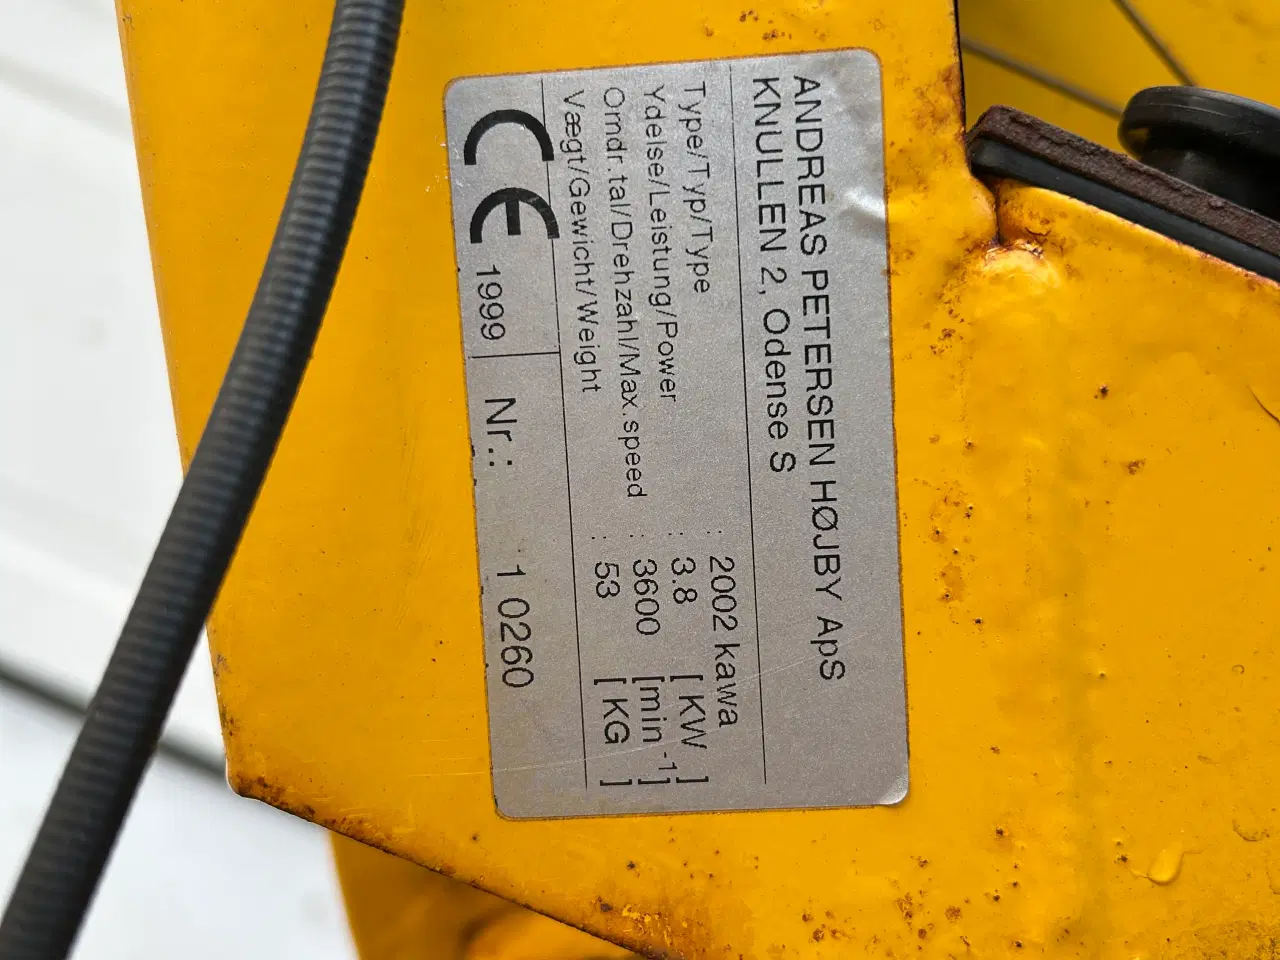 ANDREAS PETERSEN HØJBY ApS
KNULLEN 2, Odense S
Type/Typ/Type : 2002 kawa
Ydelse/Leistung/Power : 3.8 [ KW ]
Omdr.tal/Drehzahl/Max.speed : 3600 [min -1]
Vægt/Gewicht/Weight : 53 [ KG ]
CE 1999 Nr.: 1 0260